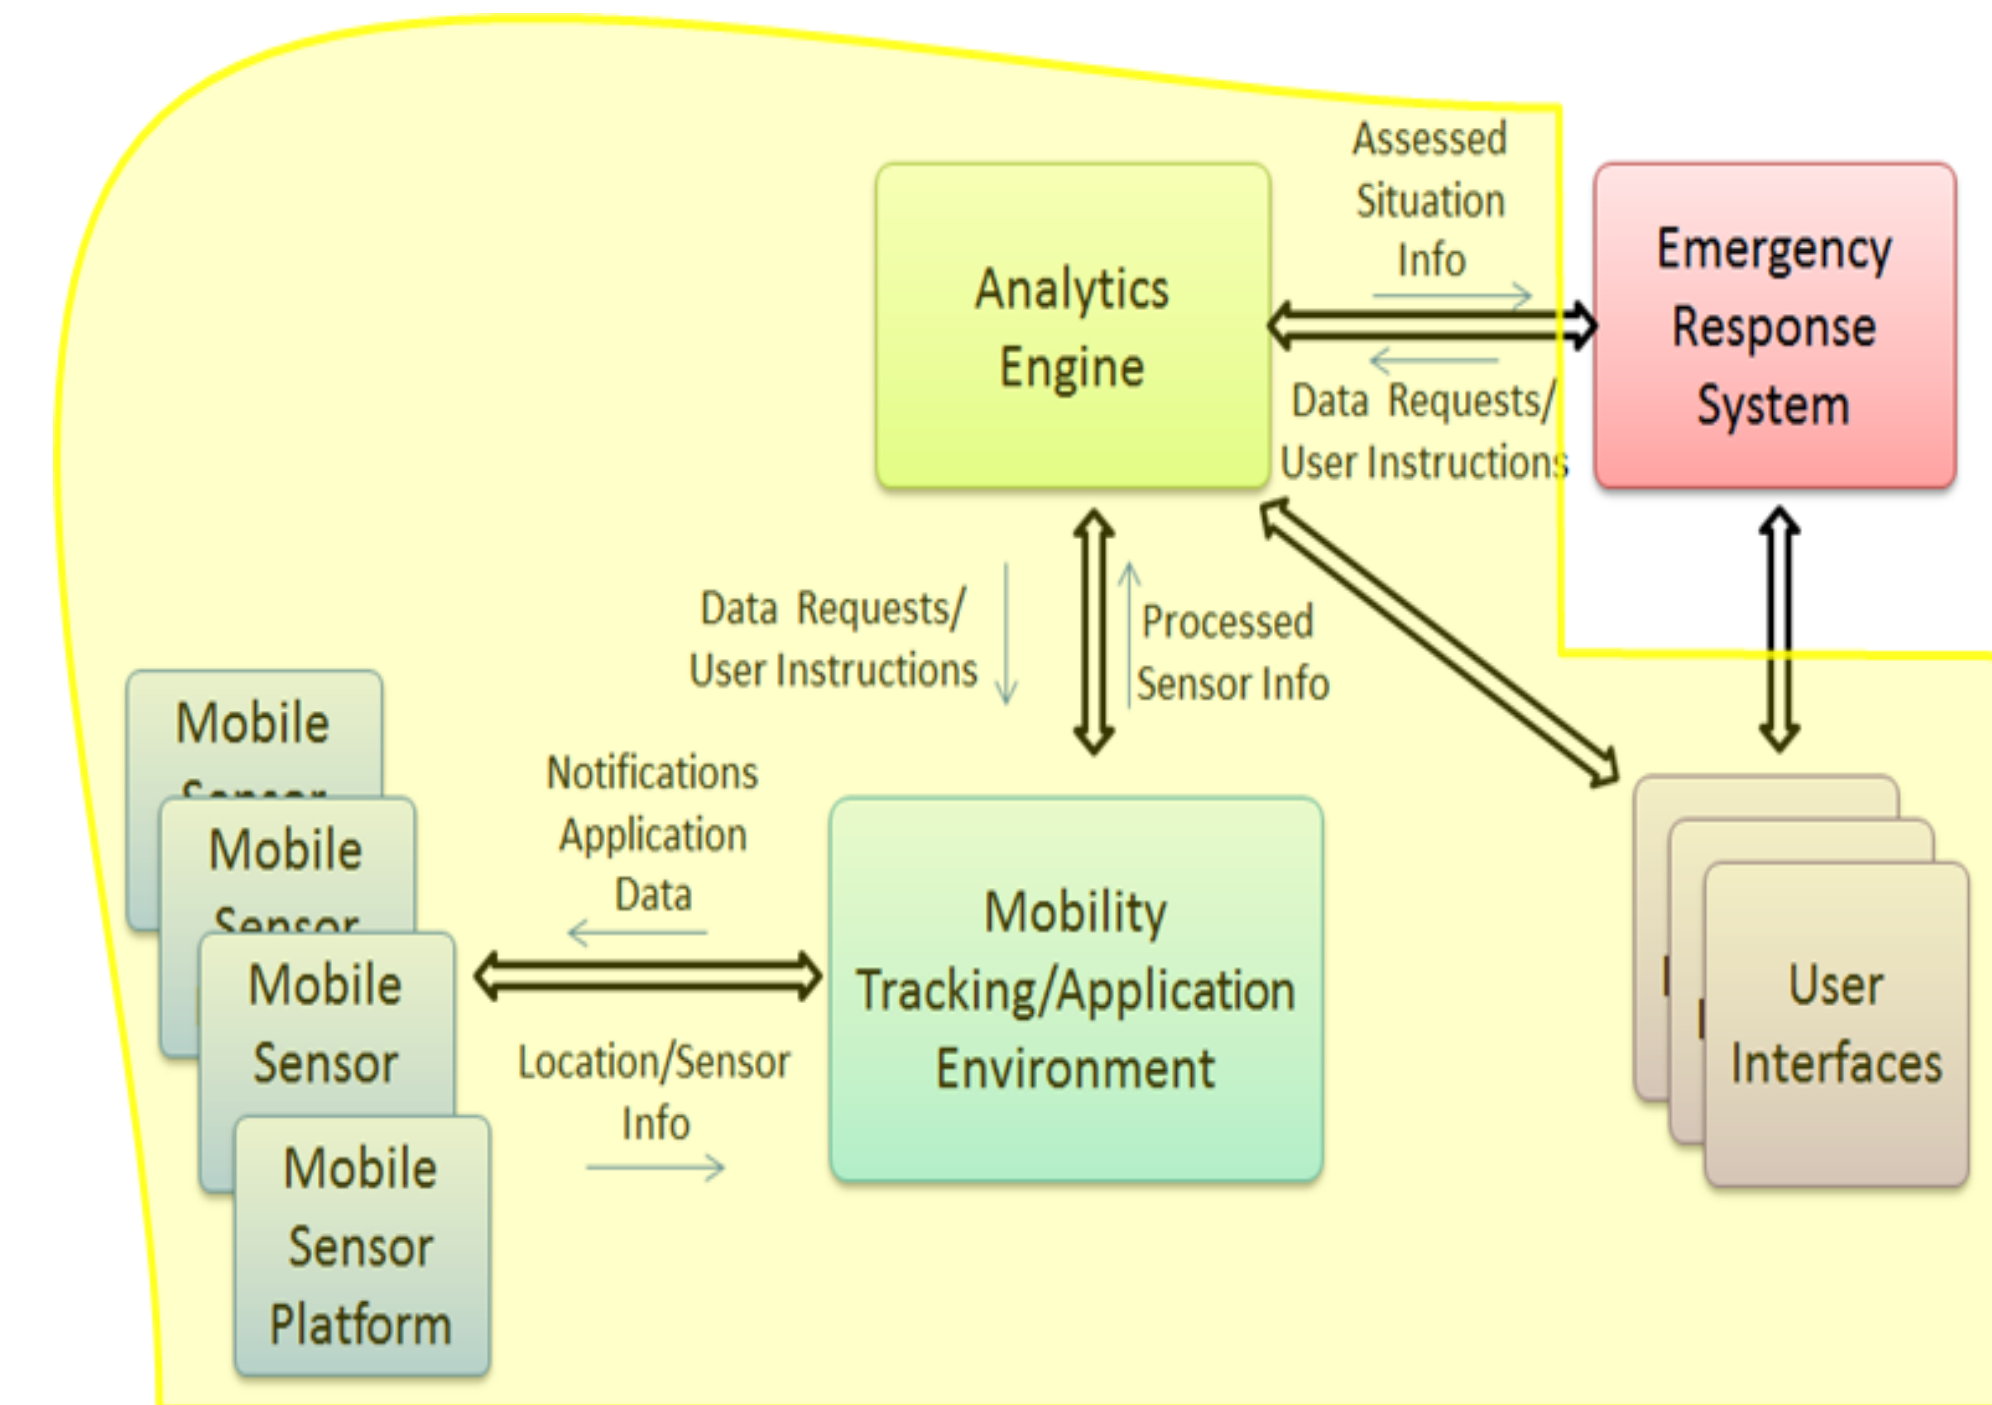 Assessed
Situation
Info
Analytics
Engine
Emergency
Response
System
Data Requests/
User Instructions
Data Requests/
User Instructions
Processed
Sensor Info
Mobile
Sensor
Mobile
Sensor
Mobile
Sensor
Mobile
Sensor
Platform
Notifications
Application
Data
Location/Sensor
Info
Mobility
Tracking/Application
Environment
User
Interfaces